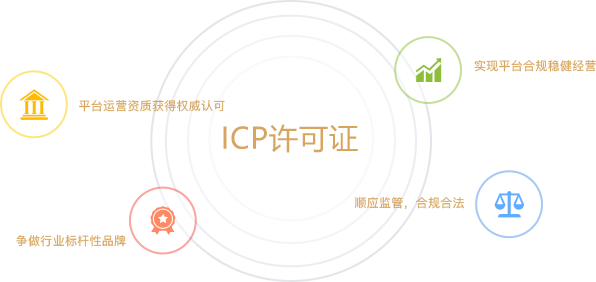 实现平台合规稳健经营
平台运营资质获得权威认可
ICP许可证
顺应监管，合规合法
争做行业标杆性品牌